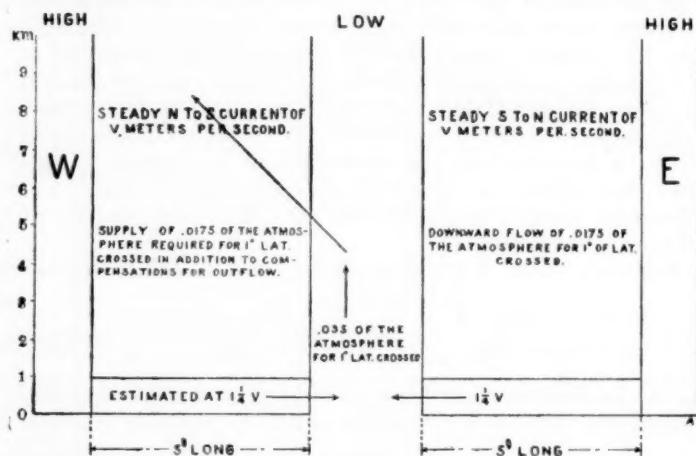 HIGH
LOW
HIGH
KM
9
8
7
6
5
4
3
2
1
0
W
STEADY N TO S CURRENT OF
V. METERS PER SECOND.
SUPPLY OF .0175 OF THE ATMOS-
PHERE REQUIRED FOR 1° LAT.
CROSSED IN ADDITION TO COM-
PENSATIONS FOR OUTFLOW.
.035 OF THE
ATMOSPHERE
FOR 1° LAT. CROSSED
STEADY S TO N CURRENT OF
V METERS PER. SECOND.
DOWNWARD FLOW OF .0175 OF
THE ATMOSPHERE FOR 1° OF LAT.
CROSSED.
E
ESTIMATED AT 1¼ V
1¼ V
5° LONG
5° LONG